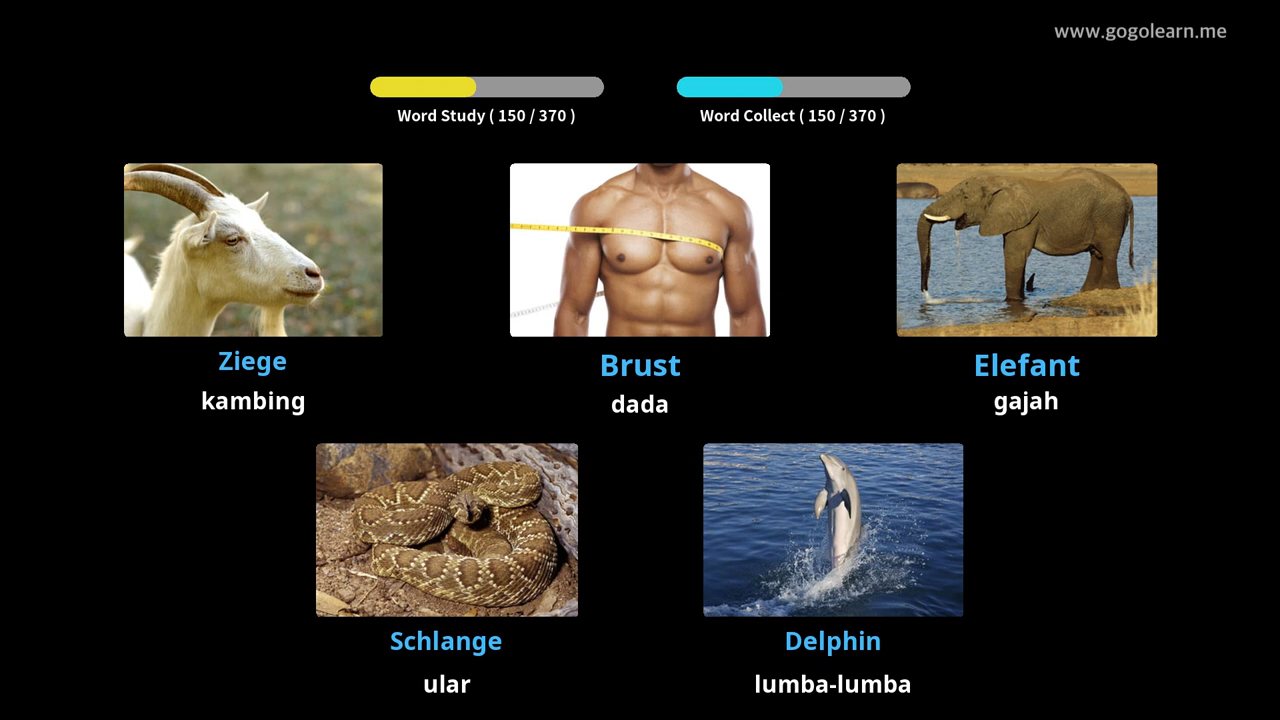 www.gogolearn.me
Word Study ( 150 / 370 )
Word Collect ( 150 / 370 )
Ziege
kambing
Brust
dada
Elefant
gajah
Schlange
ular
Delphin
lumba-lumba